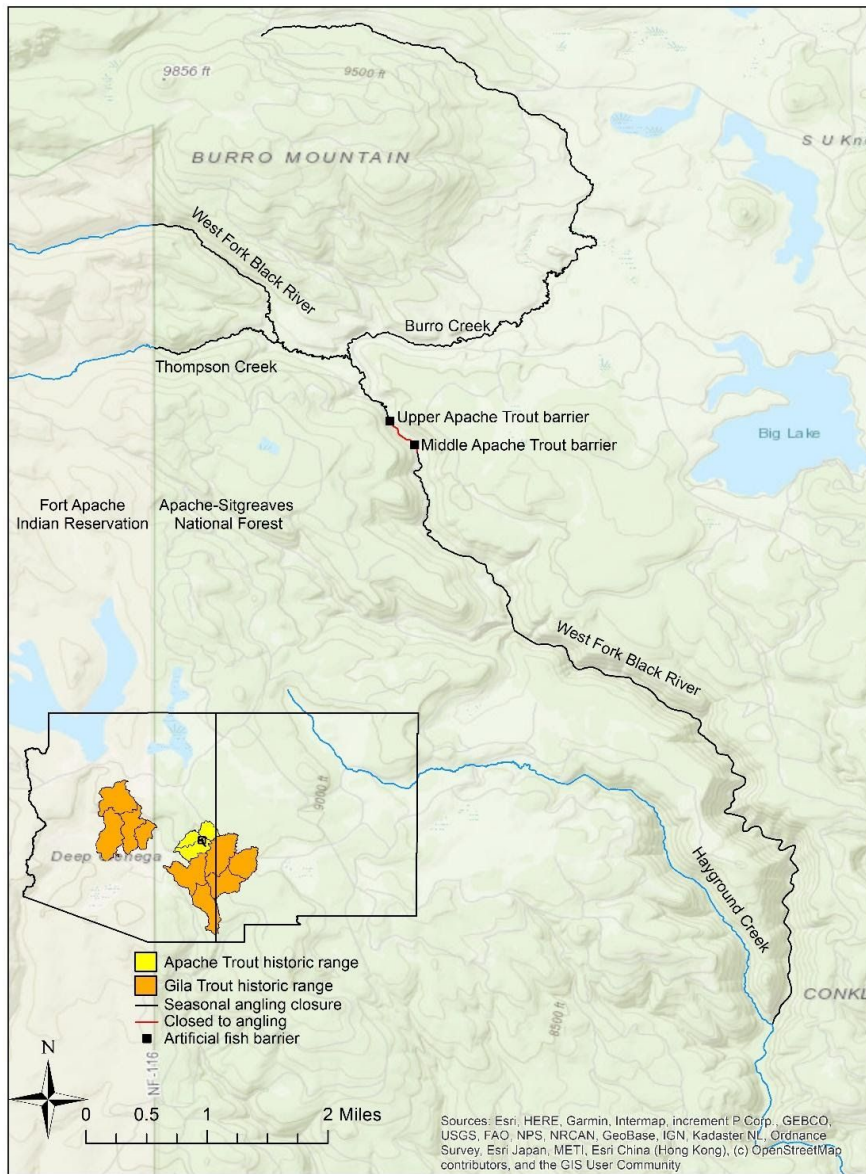 9856 ft
9500 ft
BURRO MOUNTAIN
S U Kn
West Fork Black River
Burro Creek
Thompson Creek
Upper Apache Trout barrier
Middle Apache Trout barrier
Big Lake
Fort Apache
Indian Reservation
Apache-Sitgreaves
National Forest
West Fork Black River
9000 ft
Hayground Creek
CONKL
8500 ft
Apache Trout historic range
Gila Trout historic range
Seasonal angling closure
Closed to angling
Artificial fish barrier
NF-116
N
0 0.5 1 2 Miles
Sources: Esri, HERE, Garmin, Intermap, increment P Corp., GEBCO,
USGS, FAO, NPS, NRCAN, GeoBase, IGN, Kadaster NL, Ordnance
Survey, Esri Japan, METI, Esri China (Hong Kong), (c) OpenStreetMap
contributors, and the GIS User Community